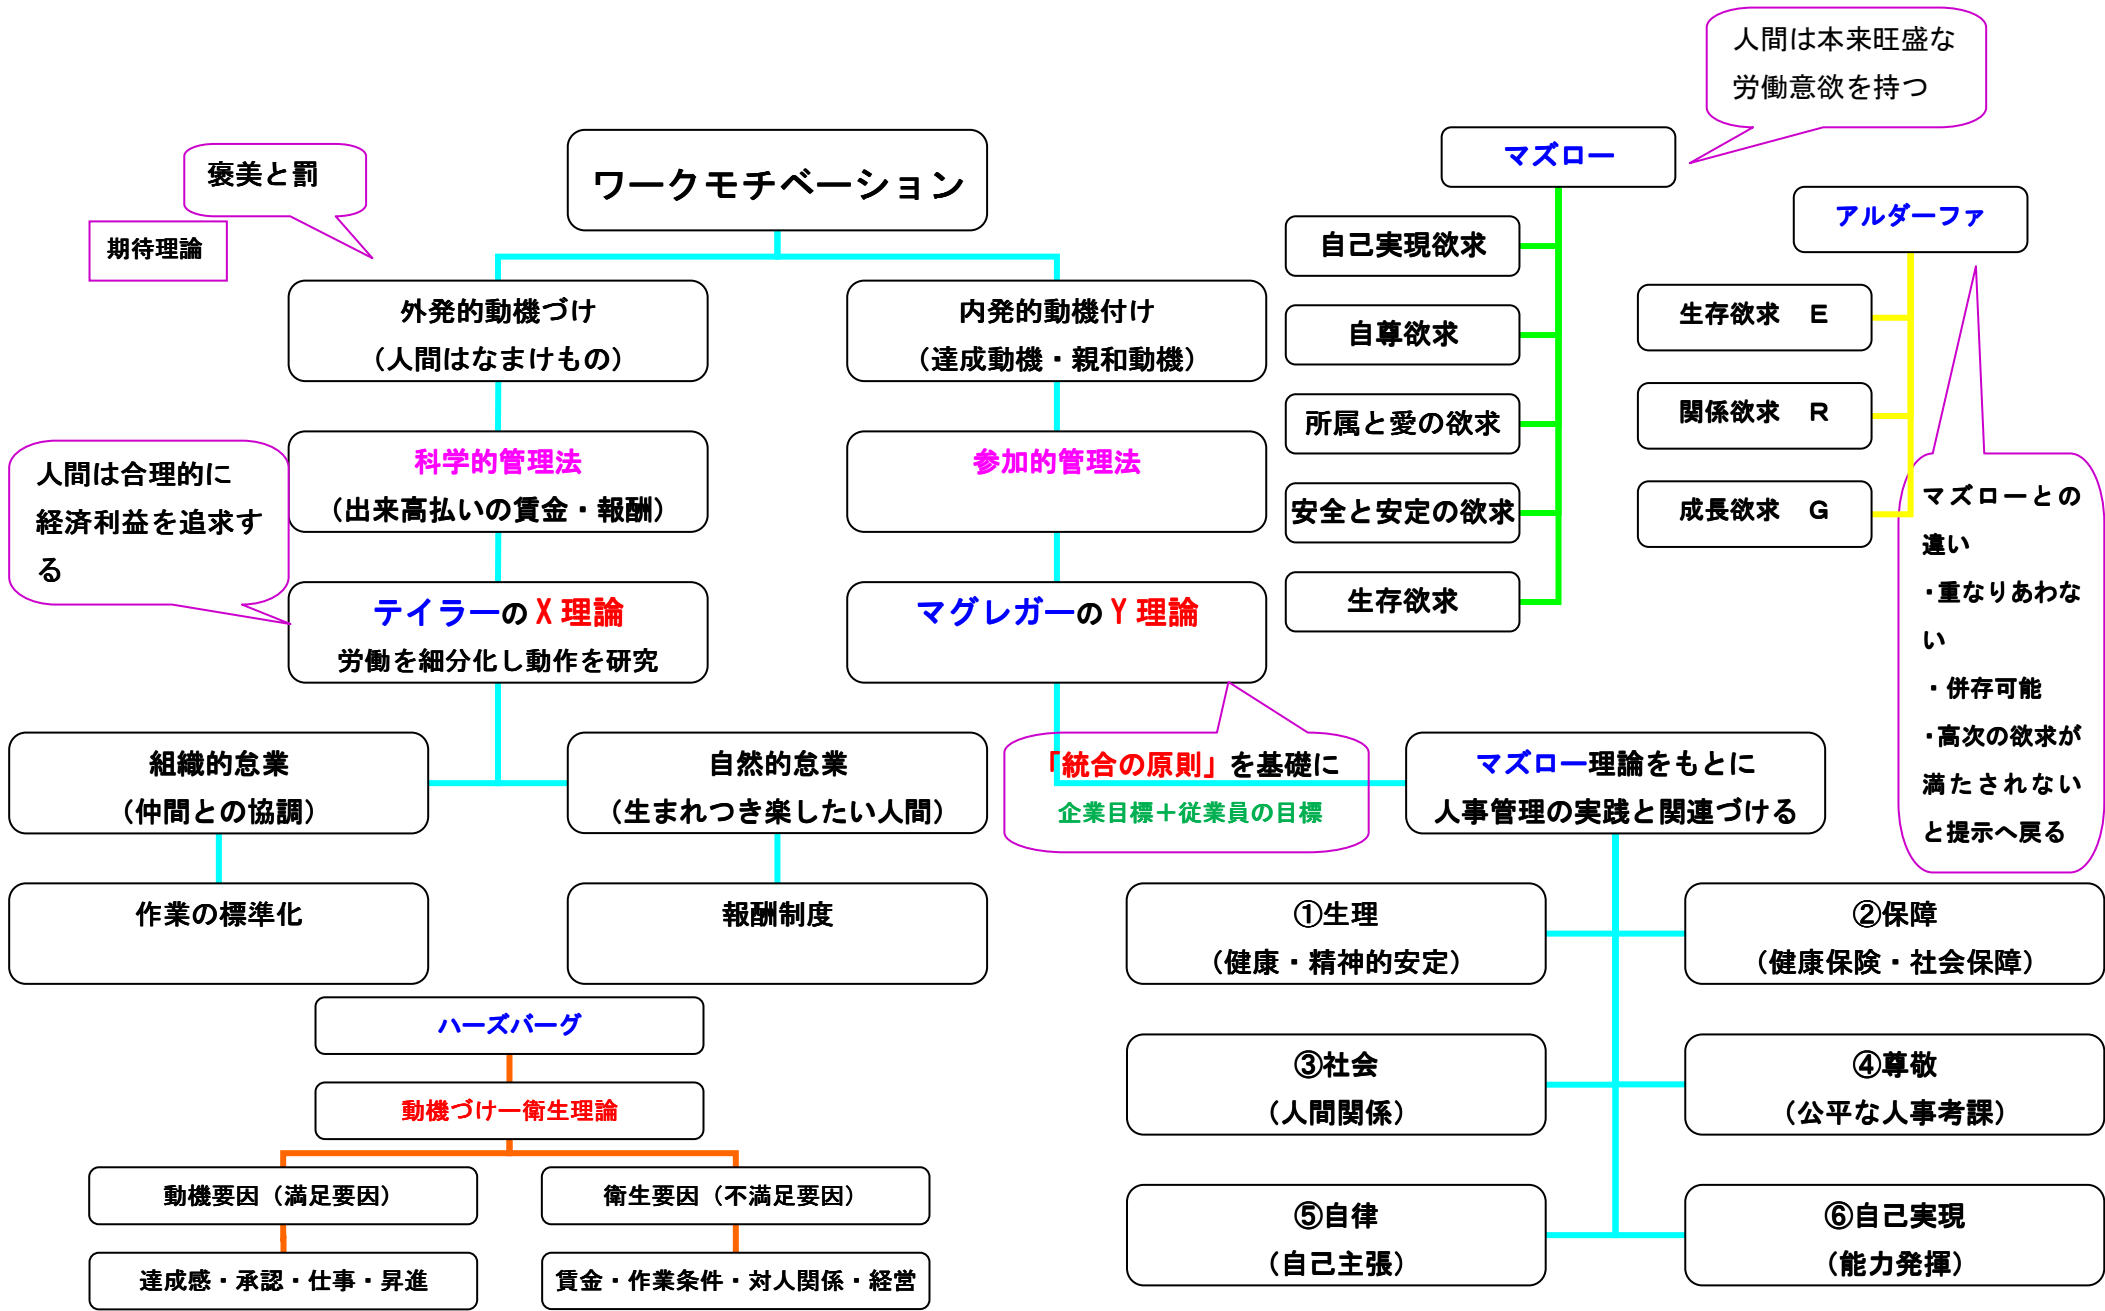 人間は本来旺盛な
労働意欲を持つ
ワークモチベーション
褒美と罰
期待理論
外発的動機づけ
（人間はなまけもの）
内発的動機付け
（達成動機・親和動機）
人間は合理的に
経済利益を追求す
る
科学的管理法
（出来高払いの賃金・報酬）
参加的管理法
テイラーのX理論
労働を細分化し動作を研究
マグレガーのY理論
組織的怠業
（仲間との協調）
自然的怠業
（生まれつき楽したい人間）
「統合の原則」を基礎に
企業目標＋従業員の目標
マズロー理論をもとに
人事管理の実践と関連づける
作業の標準化
報酬制度
①生理
（健康・精神的安定）
②保障
（健康保険・社会保障）
③社会
（人間関係）
④尊敬
（公平な人事考課）
⑤自律
（自己主張）
⑥自己実現
（能力発揮）
マズロー
自己実現欲求
自尊欲求
所属と愛の欲求
安全と安定の欲求
生存欲求
アルダーファ
生存欲求　E
関係欲求　R
成長欲求　G
マズローとの
違い
・重なりあわな
い
・併存可能
・高次の欲求が
満たされない
と提示へ戻る
ハーズバーグ
動機づけ―衛生理論
動機要因（満足要因）
衛生要因（不満足要因）
達成感・承認・仕事・昇進
賃金・作業条件・対人関係・経営